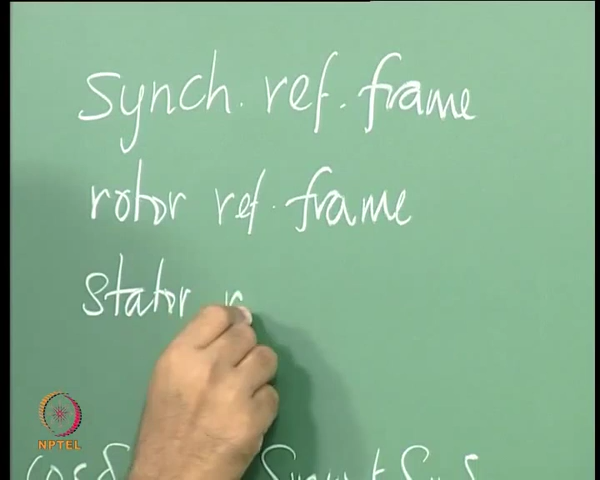 Synch. ref. frame
rotor ref. frame
stator r
NPTEL